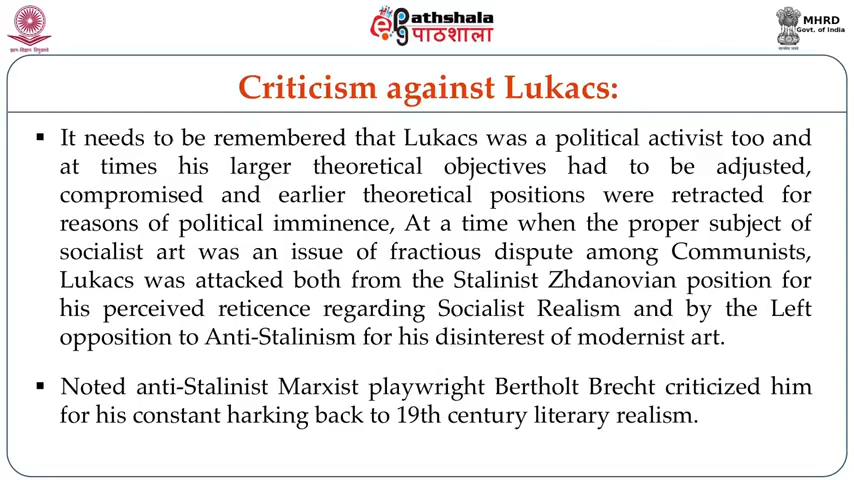 ज्ञान-विज्ञान विमुक्तये
ePathshala
पाठशाला
MHRD
Govt. of India
Criticism against Lukacs:
▪ It needs to be remembered that Lukacs was a political activist too and
at times his larger theoretical objectives had to be adjusted,
compromised and earlier theoretical positions were retracted for
reasons of political imminence, At a time when the proper subject of
socialist art was an issue of fractious dispute among Communists,
Lukacs was attacked both from the Stalinist Zhdanovian position for
his perceived reticence regarding Socialist Realism and by the Left
opposition to Anti-Stalinism for his disinterest of modernist art.
▪ Noted anti-Stalinist Marxist playwright Bertholt Brecht criticized him
for his constant harking back to 19th century literary realism.